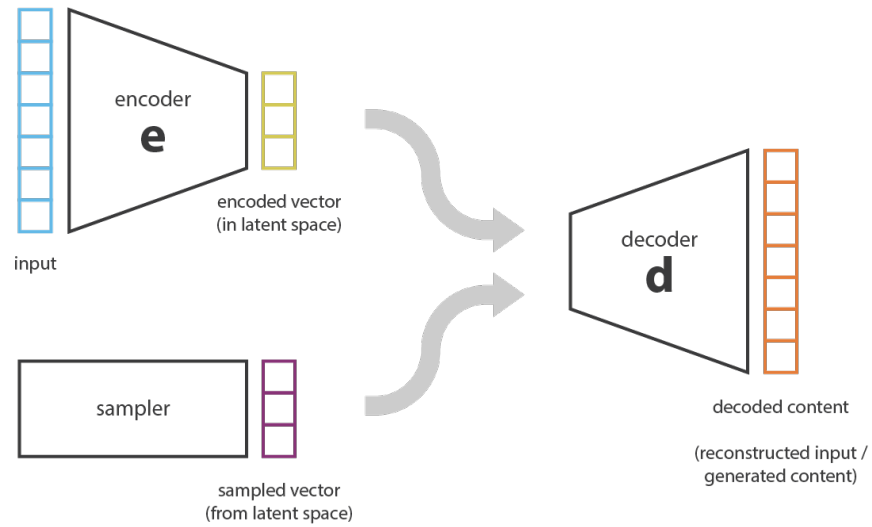 encoder
e
encoded vector
(in latent space)
input
decoder
d
sampler
sampled vector
(from latent space)
decoded content
(reconstructed input /
generated content)